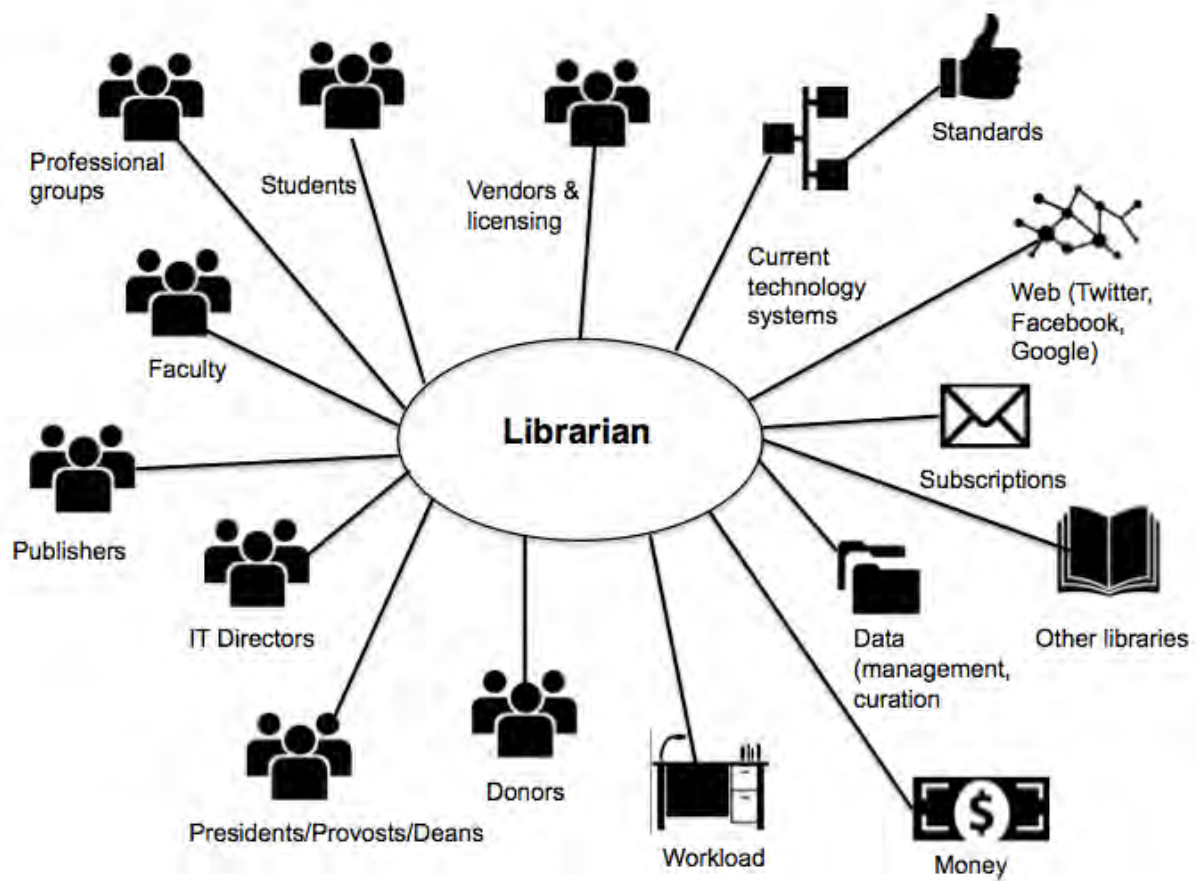 Professional
groups
Students
Vendors &
licensing
Current
technology
systems
Standards
Web (Twitter,
Facebook,
Google)
Faculty
Librarian
Subscriptions
Publishers
IT Directors
Data
(management,
curation
Other libraries
Presidents/Provosts/Deans
Donors
Workload
$
Money